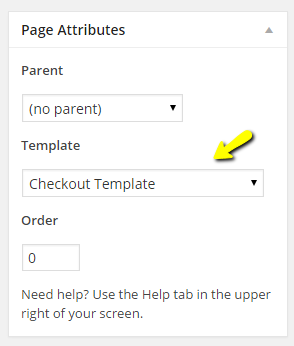 Page Attributes
Parent
(no parent)
Template
Checkout Template
Order
0
Need help? Use the Help tab in the upper
right of your screen.